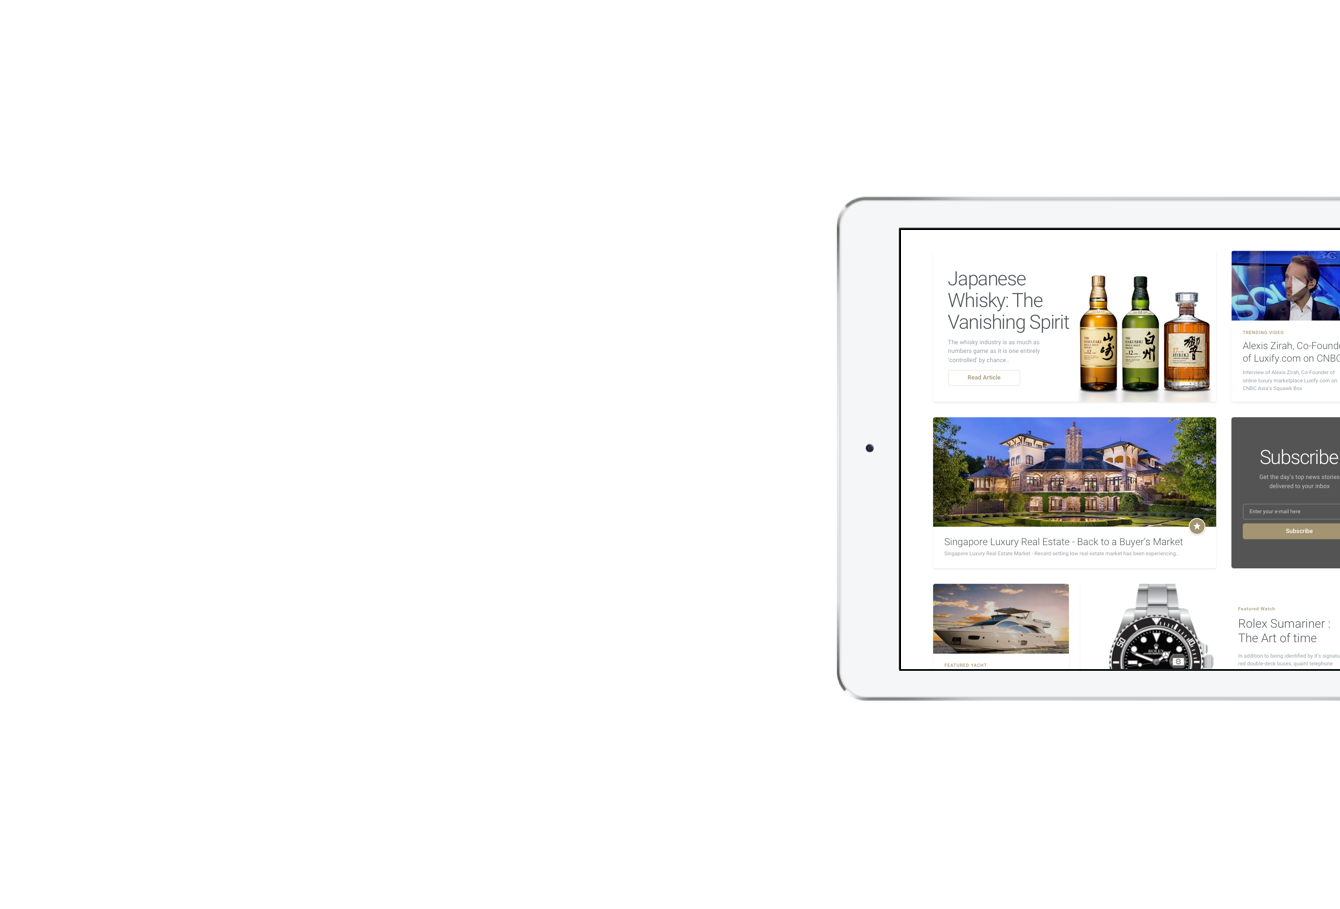 Japanese
Whisky: The
Vanishing Spirit
The whisky industry is as much as
numbers game as it is one entirely
'controlled' by chance.
Read Article
山崎
白州
響
HIBIKI
TRENDING VIDEO
Alexis Zirah, Co-Founde
of Luxify.com on CNBC
Interview of Alexis Zirah, Co-Founder of
online luxury marketplace Luxify.com on
CNBC Asia's Squawk Box
Singapore Luxury Real Estate - Back to a Buyer's Market
Singapore Luxury Real Estate Market - Record setting low real estate market has been experiencing...
Subscribe
Get the day's top news stories
delivered to your inbox
Enter your e-mail here
Subscribe
FEATURED YACHT
50
10
8
Featured Watch
Rolex Sumariner :
The Art of time
In addition to being identified by it's signatu
red double-deck buses, quaint telephone